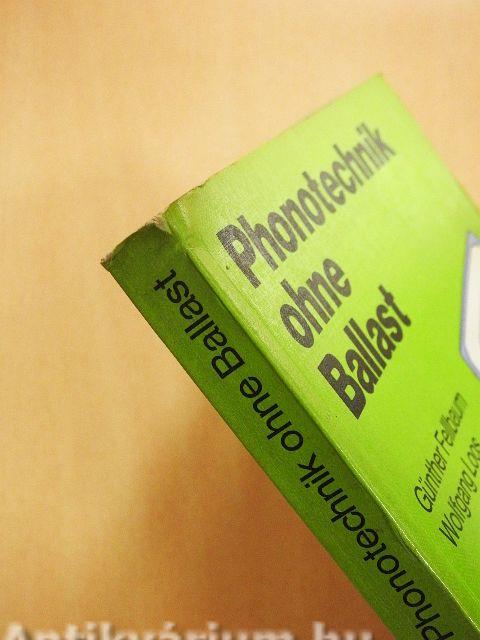 Phonotechnik
ohne
Ballast
Günther Fellbaum
Wolfgang Loos
Phonotechnik ohne Ballast
Antikvárium.hu